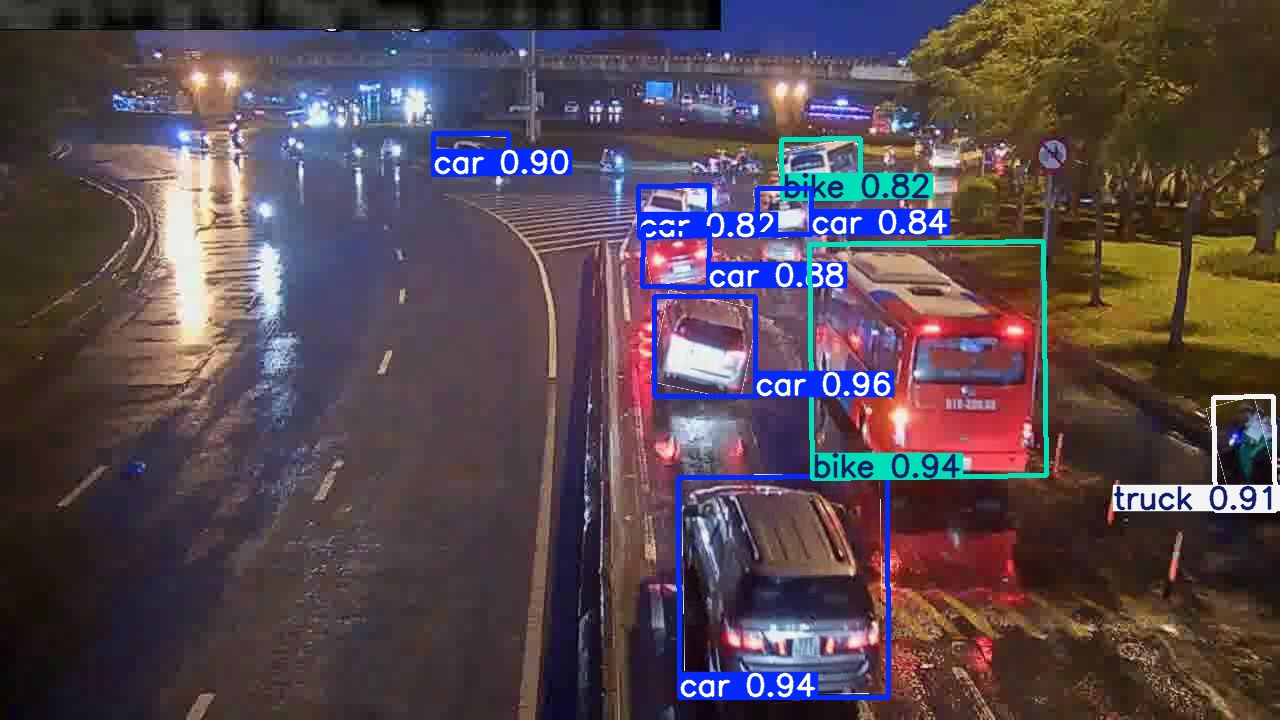 car 0.90
bike 0.82
car 0.82
car 0.84
car 0.88
car 0.96
bike 0.94
truck 0.91
car 0.94